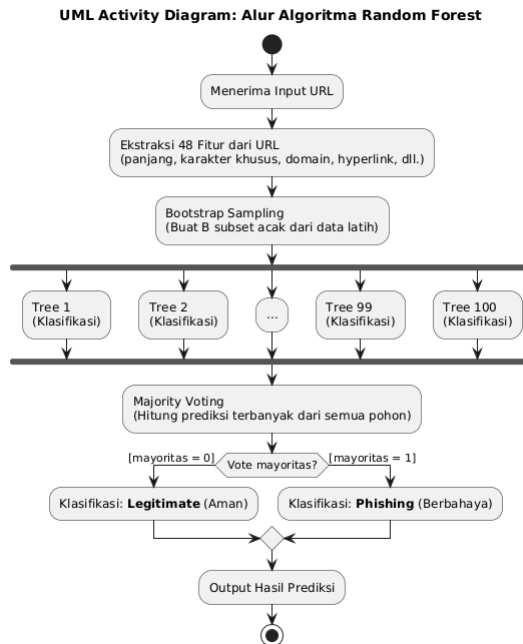 UML Activity Diagram: Alur Algoritma Random Forest
Menerima Input URL
Ekstraksi 48 Fitur dari URL
(panjang, karakter khusus, domain, hyperlink, dll.)
Bootstrap Sampling
(Buat B subset acak dari data latih)
Tree 1
(Klasifikasi)
Tree 2
(Klasifikasi)
...
Tree 99
(Klasifikasi)
Tree 100
(Klasifikasi)
Majority Voting
(Hitung prediksi terbanyak dari semua pohon)
[mayoritas = 0]
Vote mayoritas?
[mayoritas = 1]
Klasifikasi: Legitimate (Aman)
Klasifikasi: Phishing (Berbahaya)
Output Hasil Prediksi